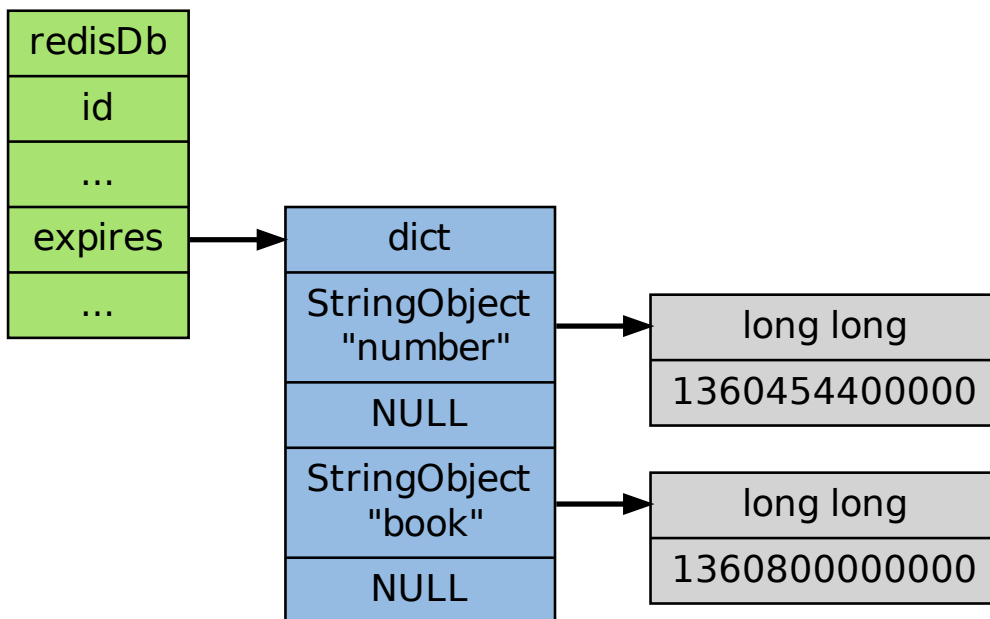 redisDb
id
...
expires
...
dict
StringObject
"number"
NULL
StringObject
"book"
NULL
long long
1360454400000
long long
1360800000000